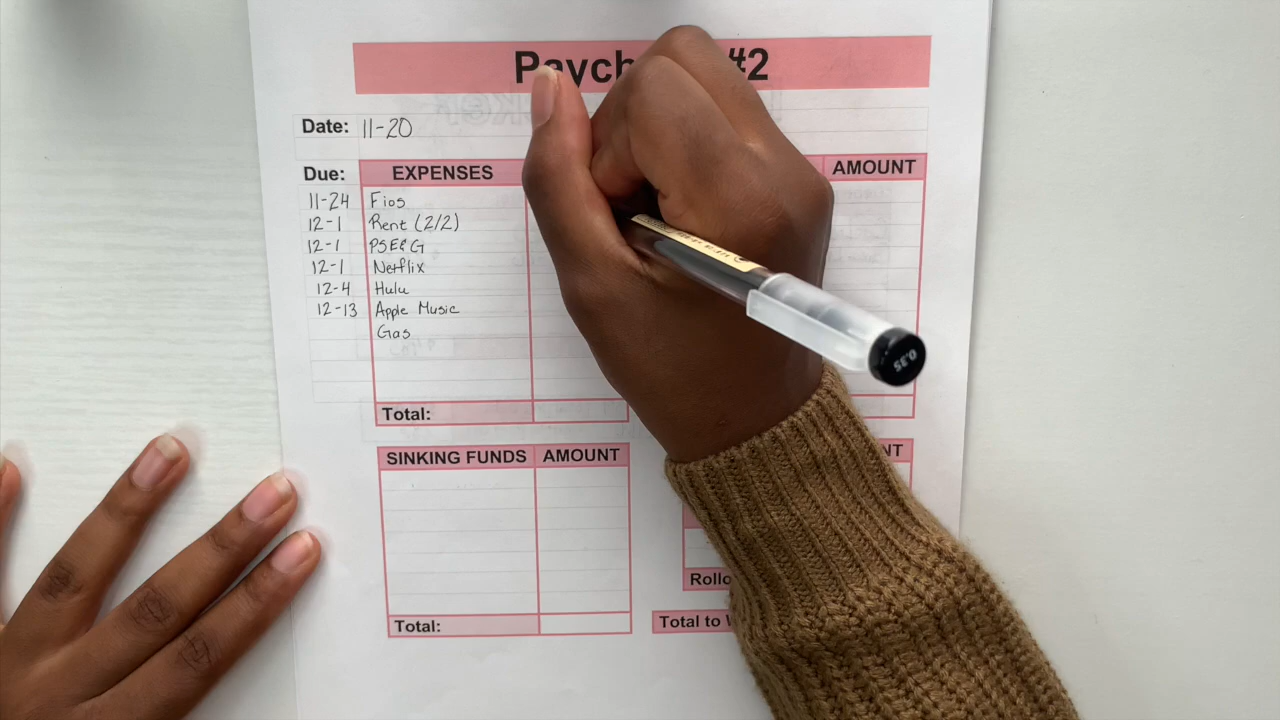 #2
Date: 11-20
Due: EXPENSES AMOUNT
11-24 Fios
12-1 Rent (2/2)
12-1 PSE&G
12-1 Netflix
12-4 Hulu
12-13 Apple Music
Gas
Total:
SINKING FUNDS AMOUNT
Total:
Total to
0.35